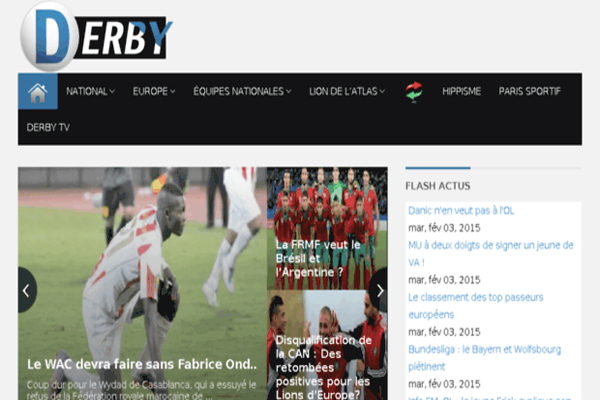 DERBY
NATIONAL EUROPE ÉQUIPES NATIONALES LION DE L'ATLAS HIPPISME PARIS SPORTIF
DERBY TV
Le WAC devra faire sans Fabrice Ond..
Coup dur pour le Wydad de Casablanca, qui a essuyé le
refus de la Fédération royale marocaine de ...
La FRMF veut le
Brésil et
l'Argentine ?
Disqualification de
la CAN : Des
retombées
positives pour les
Lions d'Europe?
FLASH ACTUS
Danic n'en veut pas à l'OL
mar, fév 03, 2015
MU à deux doigts de signer un jeune de
VA !
mar, fév 03, 2015
Le classement des top passeurs
européens
mar, fév 03, 2015
Bundesliga : le Bayern et Wolfsbourg
piétinent
mar, fév 03, 2015